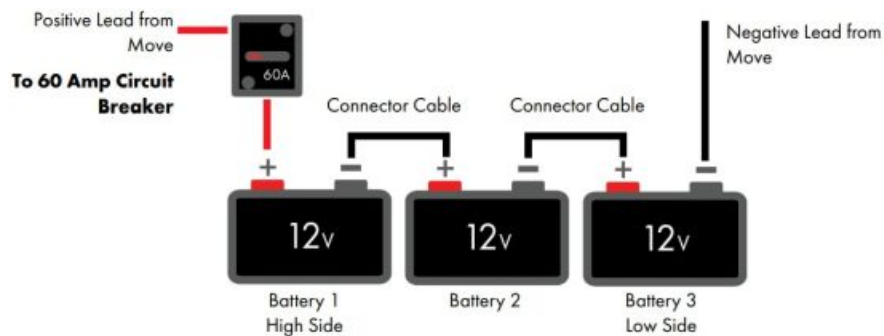 Positive Lead from
Move
To 60 Amp Circuit
Breaker
60A
Connector Cable
Connector Cable
Negative Lead from
Move
+
−
+
−
+
−
12v
12v
12v
Battery 1
High Side
Battery 2
Battery 3
Low Side